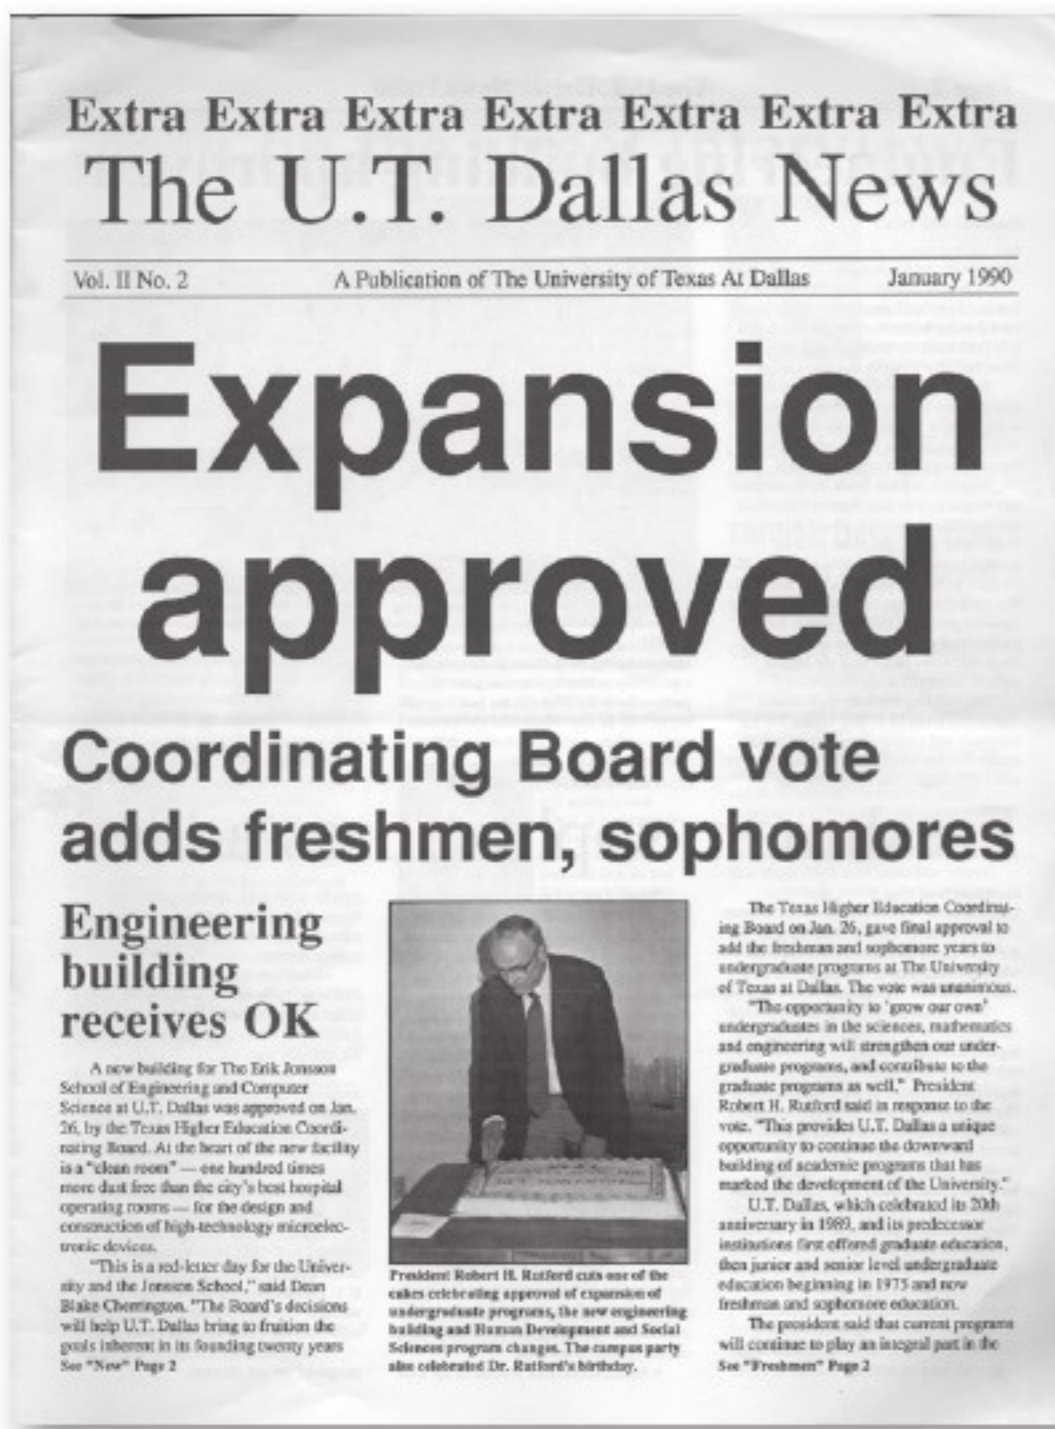 Extra Extra Extra Extra Extra Extra Extra
The U.T. Dallas News
Vol. II No. 2 A Publication of The University of Texas At Dallas January 1990
Expansion
approved
Coordinating Board vote
adds freshmen, sophomores
Engineering
building
receives OK
A new building for The Erik Jonsson
School of Engineering and Computer
Science at U.T. Dallas was approved on Jan.
26, by the Texas Higher Education Coordi-
nating Board. At the heart of the new facility
is a "clean room" — one hundred times
more dust free than the city's best hospital
operating rooms — for the design and
construction of high-technology microelec-
tronic devices.
"This is a red-letter day for the Univer-
sity and the Jonsson School," said Dean
Blake Cherrington. "The Board's decisions
will help U.T. Dallas bring to fruition the
goals inherent in its founding twenty years
See "New" Page 2
President Robert H. Rutford cuts one of the
cakes celebrating approval of expansion of
undergraduate programs, the new engineering
building and Human Development and Social
Sciences program changes. The campus party
also celebrated Dr. Rutford's birthday.
The Texas Higher Education Coordinat-
ing Board on Jan. 26, gave final approval to
add the freshman and sophomore years to
undergraduate programs at The University
of Texas at Dallas. The vote was unanimous.
"The opportunity to 'grow our own'
undergraduates in the sciences, mathematics
and engineering will strengthen our under-
graduate programs, and contribute to the
graduate programs as well," President
Robert H. Rutford said in response to the
vote. "This provides U.T. Dallas a unique
opportunity to continue the downward
building of academic programs that has
marked the development of the University."
U.T. Dallas, which celebrated its 20th
anniversary in 1989, and its predecessor
institutions first offered graduate education,
then junior and senior level undergraduate
education beginning in 1975 and now
freshman and sophomore education.
The president said that current programs
will continue to play an integral part in the
See "Freshmen" Page 2